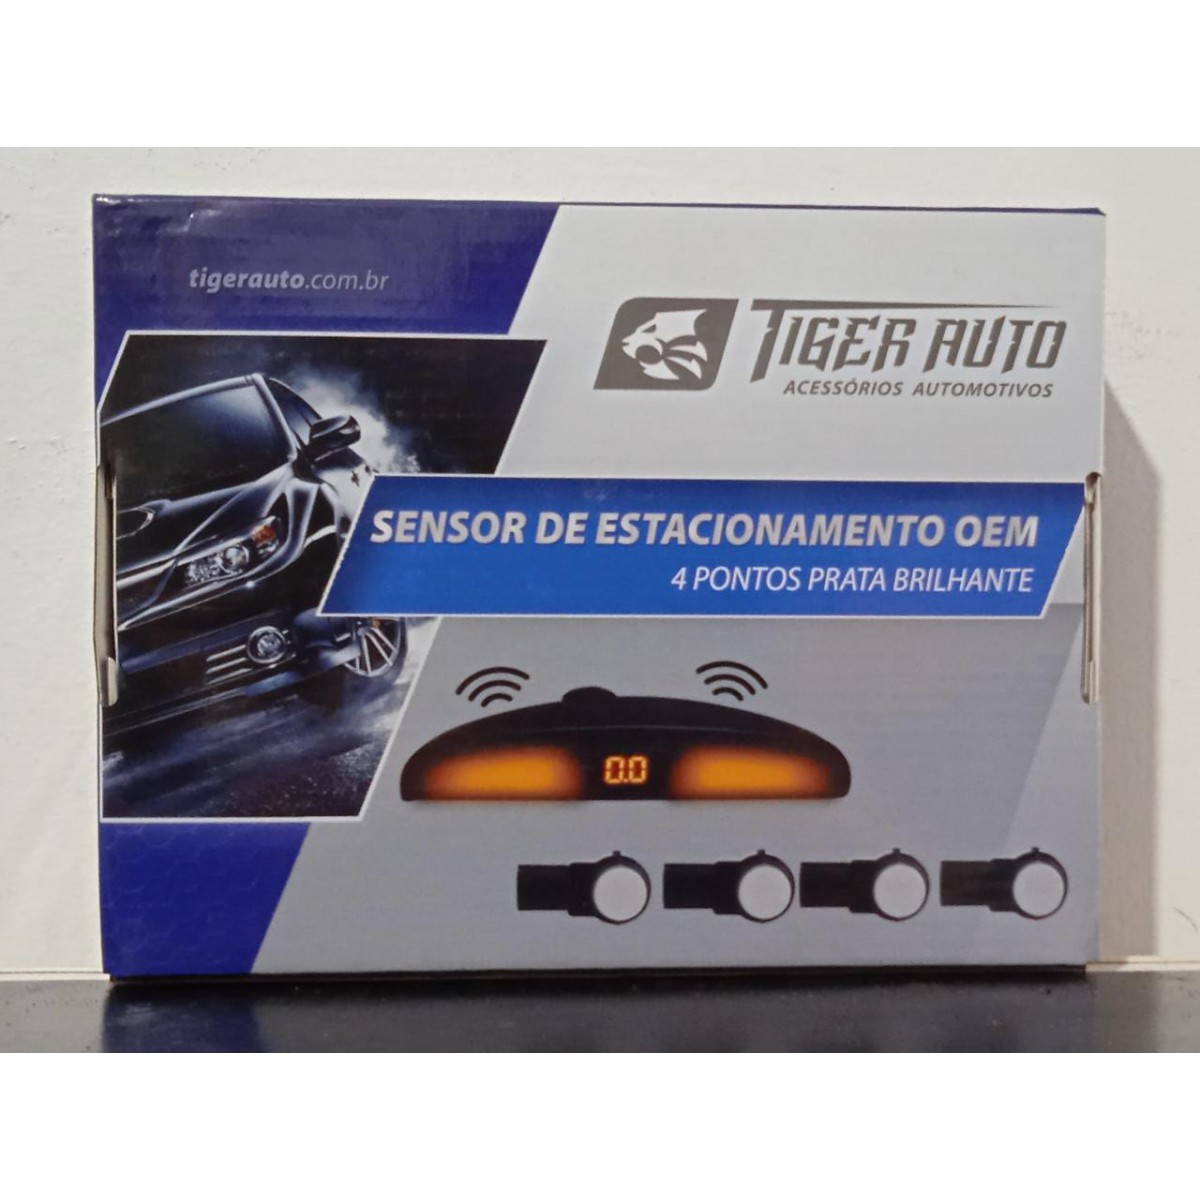 tigerauto.com.br
TIGER AUTO
ACESSÓRIOS AUTOMOTIVOS
SENSOR DE ESTACIONAMENTO OEM
4 PONTOS PRATA BRILHANTE
0.0